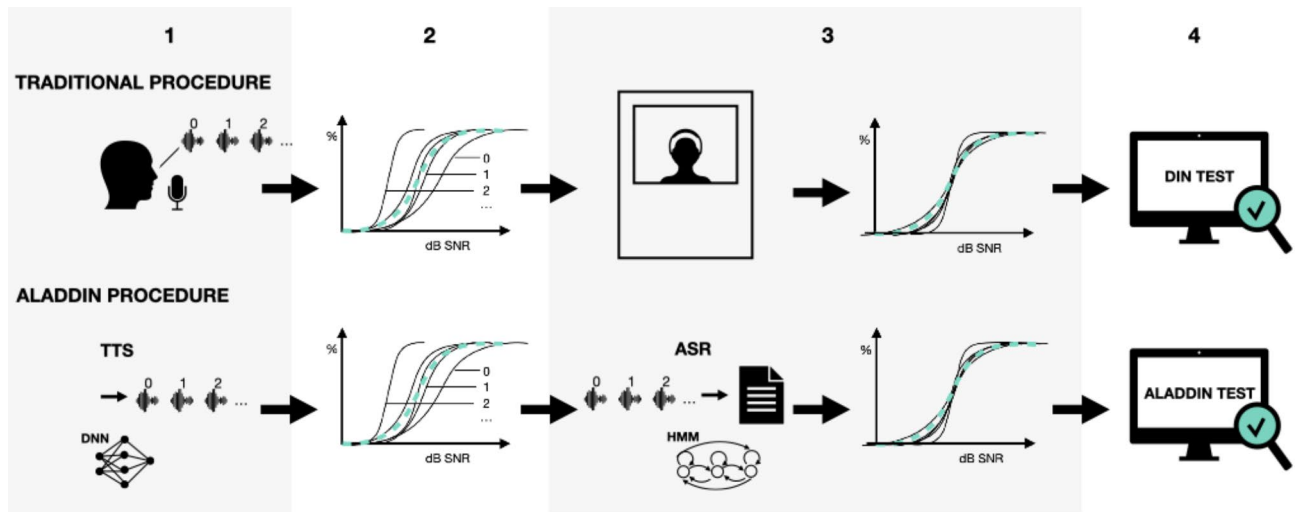 1
2
3
4
TRADITIONAL PROCEDURE
0 1 2 ...
%
0
1
2
...
dB SNR
%
dB SNR
DIN TEST
ALADDIN PROCEDURE
TTS
0 1 2 ...
DNN
%
0
1
2
...
dB SNR
ASR
0 1 2 ...
HMM
%
dB SNR
ALADDIN TEST